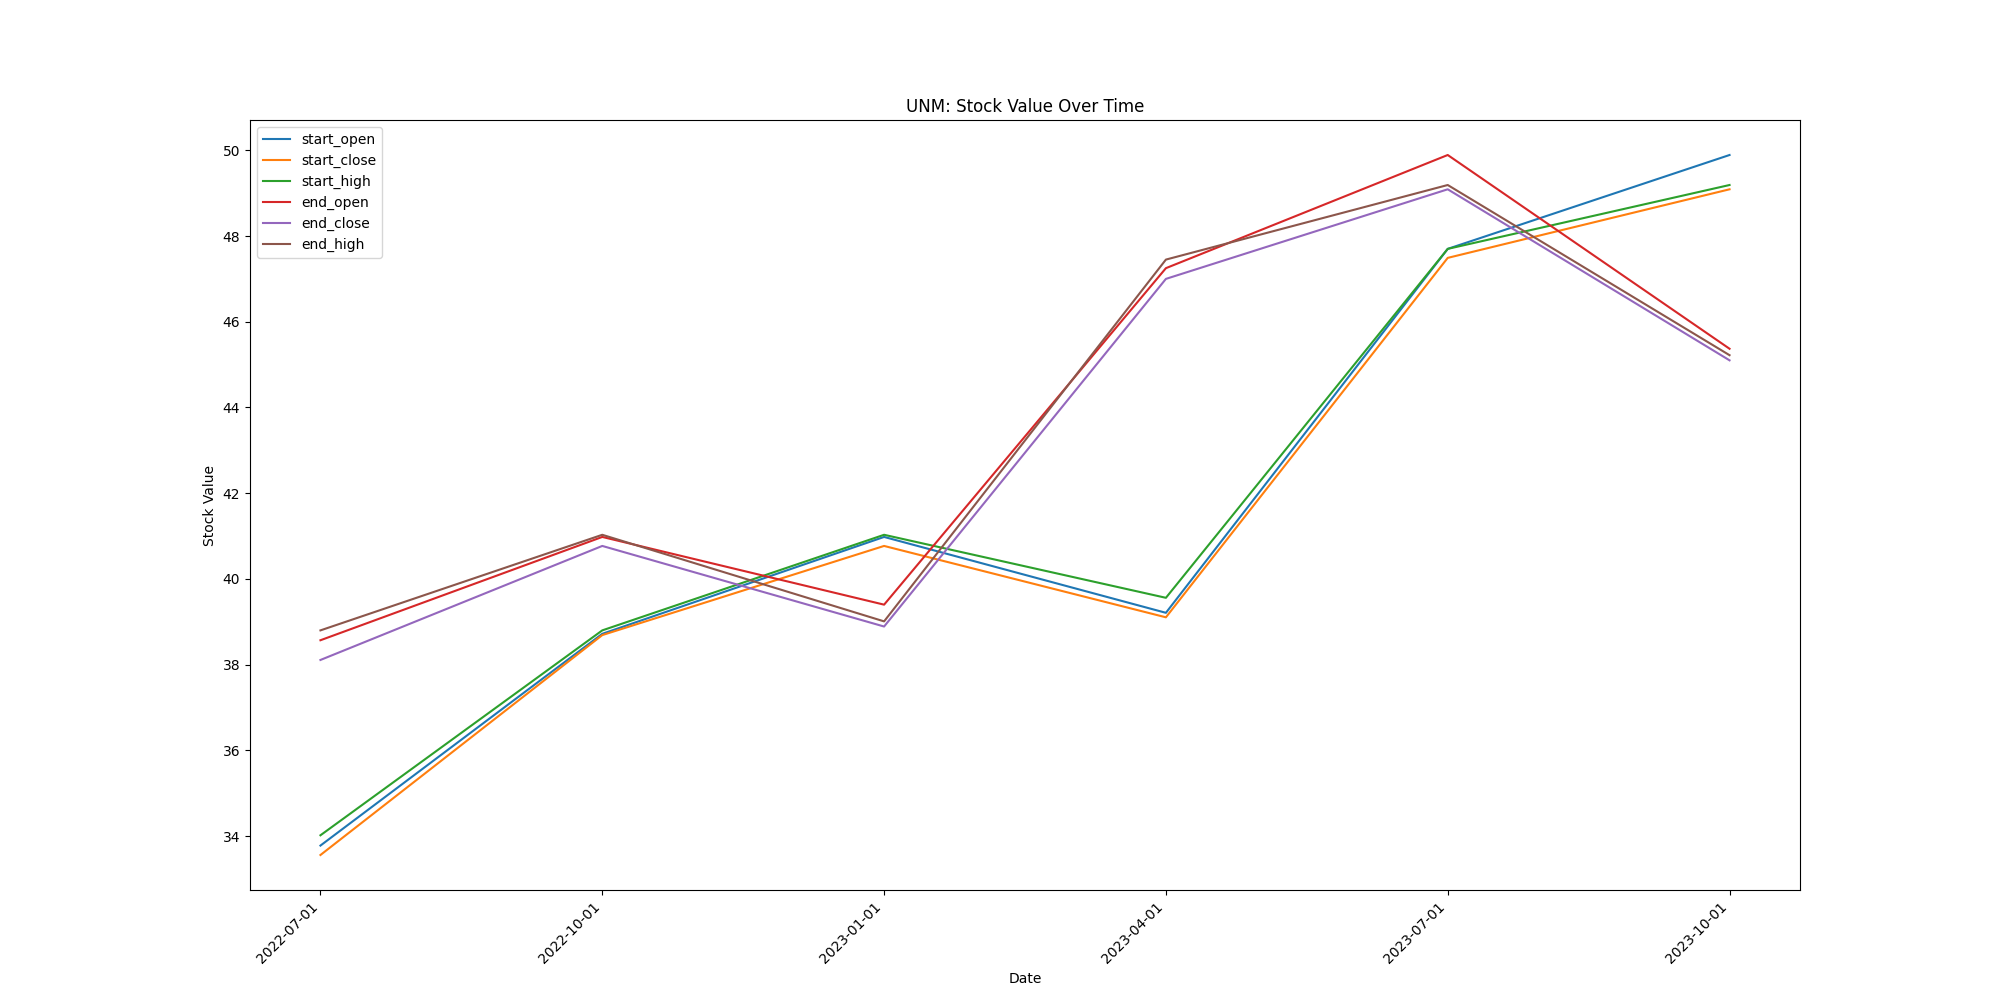 UNM: Stock Value Over Time
start_open
start_close
start_high
end_open
end_close
end_high
50
48
46
44
42
40
38
36
34
Stock Value
2022-07-01
2022-10-01
2023-01-01
2023-04-01
2023-07-01
2023-10-01
Date